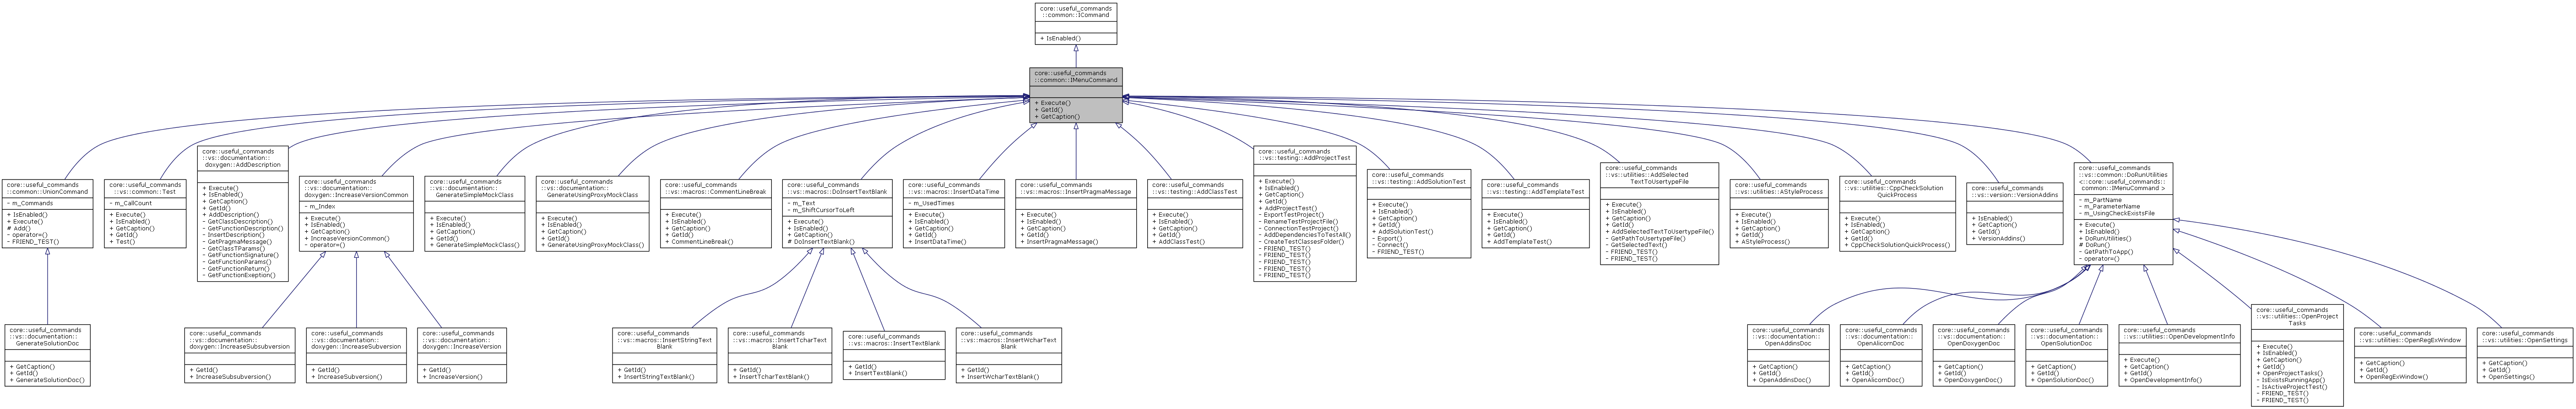 core::useful_commands
::common::ICommand
+ IsEnabled()
core::useful_commands
::common::IMenuCommand
+ Execute()
+ GetId()
+ GetCaption()
core::useful_commands
::common::UnionCommand
- m_Commands
+ IsEnabled()
+ Execute()
# Add()
- operator=()
- FRIEND_TEST()
core::useful_commands
::vs::common::Test
- m_CallCount
+ Execute()
+ IsEnabled()
+ GetCaption()
+ GetId()
+ Test()
core::useful_commands
::vs::documentation::
doxygen::AddDescription
+ Execute()
+ IsEnabled()
+ GetCaption()
+ GetId()
+ AddDescription()
- GetClassDescription()
- GetFunctionDescription()
- InsertDescription()
- GetPragmaMessage()
- GetClassTParams()
- GetFunctionSignature()
- GetFunctionParams()
- GetFunctionReturn()
- GetFunctionExeption()
core::useful_commands
::vs::documentation::
doxygen::IncreaseVersionCommon
- m_Index
+ Execute()
+ IsEnabled()
+ GetCaption()
+ IncreaseVersionCommon()
- operator=()
core::useful_commands
::vs::documentation::
GenerateSimpleMockClass
+ Execute()
+ IsEnabled()
+ GetCaption()
+ GetId()
+ GenerateSimpleMockClass()
core::useful_commands
::vs::documentation::
GenerateUsingProxyMockClass
+ Execute()
+ IsEnabled()
+ GetCaption()
+ GetId()
+ GenerateUsingProxyMockClass()
core::useful_commands
::vs::macros::CommentLineBreak
+ Execute()
+ IsEnabled()
+ GetCaption()
+ GetId()
+ CommentLineBreak()
core::useful_commands
::vs::macros::DoInsertTextBlank
- m_Text
- m_ShiftCursorToLeft
+ Execute()
+ IsEnabled()
+ GetCaption()
# DoInsertTextBlank()
core::useful_commands
::vs::macros::InsertDataTime
- m_UsedTimes
+ Execute()
+ IsEnabled()
+ GetCaption()
+ GetId()
+ InsertDataTime()
core::useful_commands
::vs::macros::InsertPragmaMessage
+ Execute()
+ IsEnabled()
+ GetCaption()
+ GetId()
+ InsertPragmaMessage()
core::useful_commands
::vs::testing::AddClassTest
+ Execute()
+ IsEnabled()
+ GetCaption()
+ GetId()
+ AddClassTest()
core::useful_commands
::vs::testing::AddProjectTest
+ Execute()
+ IsEnabled()
+ GetCaption()
+ GetId()
+ AddProjectTest()
- ExportTestProject()
- RenameTestProjectFile()
- ConnectionTestProject()
- AddDependenciesToTestAll()
- CreateTestClassesFolder()
- FRIEND_TEST()
- FRIEND_TEST()
- FRIEND_TEST()
- FRIEND_TEST()
- FRIEND_TEST()
core::useful_commands
::vs::testing::AddSolutionTest
+ Execute()
+ IsEnabled()
+ GetCaption()
+ GetId()
+ AddSolutionTest()
- Export()
- Connect()
- FRIEND_TEST()
core::useful_commands
::vs::testing::AddTemplateTest
+ Execute()
+ IsEnabled()
+ GetCaption()
+ GetId()
+ AddTemplateTest()
core::useful_commands
::vs::utilities::AddSelected
TextToUsertypeFile
+ Execute()
+ IsEnabled()
+ GetCaption()
+ GetId()
+ AddSelectedTextToUsertypeFile()
- GetPathToUsertypeFile()
- GetSelectedText()
- FRIEND_TEST()
- FRIEND_TEST()
core::useful_commands
::vs::utilities::AStyleProcess
+ Execute()
+ IsEnabled()
+ GetCaption()
+ GetId()
+ AStyleProcess()
core::useful_commands
::vs::utilities::CppCheckSolution
QuickProcess
+ Execute()
+ IsEnabled()
+ GetCaption()
+ GetId()
+ CppCheckSolutionQuickProcess()
core::useful_commands
::vs::version::VersionAddins
+ IsEnabled()
+ GetCaption()
+ GetId()
+ VersionAddins()
core::useful_commands
::vs::common::DoRunUtilities
<::core::useful_commands::
common::IMenuCommand >
- m_PartName
- m_ParameterName
- m_UsingCheckExistsFile
+ Execute()
+ IsEnabled()
+ DoRunUtilities()
# DoRun()
- GetPathToApp()
- operator=()
core::useful_commands
::vs::documentation::
GenerateSolutionDoc
+ GetCaption()
+ GetId()
+ GenerateSolutionDoc()
core::useful_commands
::vs::documentation::
doxygen::IncreaseSubsubversion
+ GetId()
+ IncreaseSubsubversion()
core::useful_commands
::vs::documentation::
doxygen::IncreaseSubversion
+ GetId()
+ IncreaseSubversion()
core::useful_commands
::vs::documentation::
doxygen::IncreaseVersion
+ GetId()
+ IncreaseVersion()
core::useful_commands
::vs::macros::InsertStringText
Blank
+ GetId()
+ InsertStringTextBlank()
core::useful_commands
::vs::macros::InsertTcharText
Blank
+ GetId()
+ InsertTcharTextBlank()
core::useful_commands
::vs::macros::InsertTextBlank
+ GetId()
+ InsertTextBlank()
core::useful_commands
::vs::macros::InsertWcharText
Blank
+ GetId()
+ InsertWcharTextBlank()
core::useful_commands
::vs::documentation::
OpenAddinsDoc
+ GetCaption()
+ GetId()
+ OpenAddinsDoc()
core::useful_commands
::vs::documentation::
OpenAlicornDoc
+ GetCaption()
+ GetId()
+ OpenAlicornDoc()
core::useful_commands
::vs::documentation::
OpenDoxygenDoc
+ GetCaption()
+ GetId()
+ OpenDoxygenDoc()
core::useful_commands
::vs::documentation::
OpenSolutionDoc
+ GetCaption()
+ GetId()
+ OpenSolutionDoc()
core::useful_commands
::vs::utilities::OpenDevelopmentInfo
+ Execute()
+ GetCaption()
+ GetId()
+ OpenDevelopmentInfo()
core::useful_commands
::vs::utilities::OpenProject
Tasks
+ Execute()
+ IsEnabled()
+ GetCaption()
+ GetId()
+ OpenProjectTasks()
- IsExistsRunningApp()
- IsActiveProjectTest()
- FRIEND_TEST()
- FRIEND_TEST()
core::useful_commands
::vs::utilities::OpenRegExWindow
+ GetCaption()
+ GetId()
+ OpenRegExWindow()
core::useful_commands
::vs::utilities::OpenSettings
+ GetCaption()
+ GetId()
+ OpenSettings()